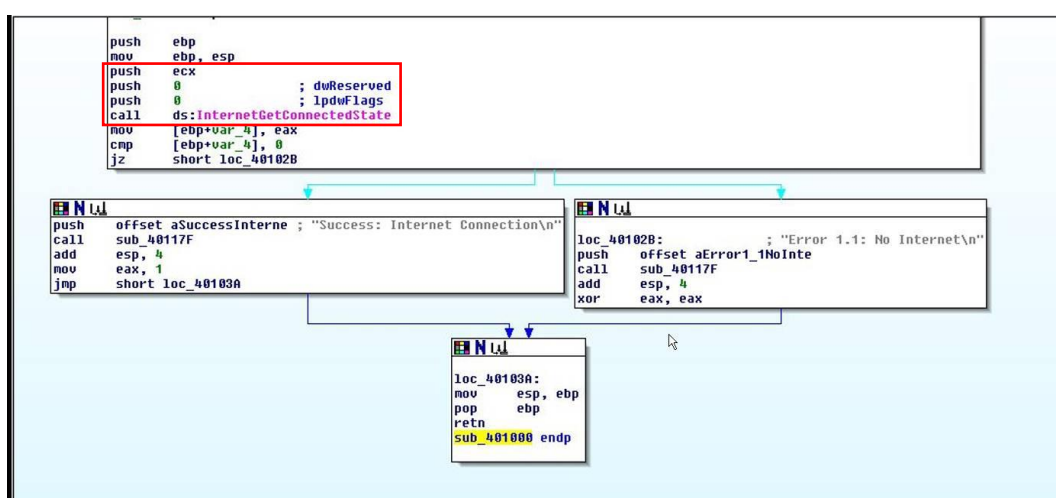 push ebp
mov ebp, esp
push ecx
push 0 ; dwReserved
push 0 ; lpdwFlags
call ds:InternetGetConnectedState
mov [ebp+var_4], eax
cmp [ebp+var_4], 0
jz short loc_40102B
push offset aSuccessInterne ; "Success: Internet Connection\n"
call sub_40117F
add esp, 4
mov eax, 1
jmp short loc_40103A
loc_40102B: ; "Error 1.1: No Internet\n"
push offset aError1_1NoInte
call sub_40117F
add esp, 4
xor eax, eax
loc_40103A:
mov esp, ebp
pop ebp
retn
sub_401000 endp